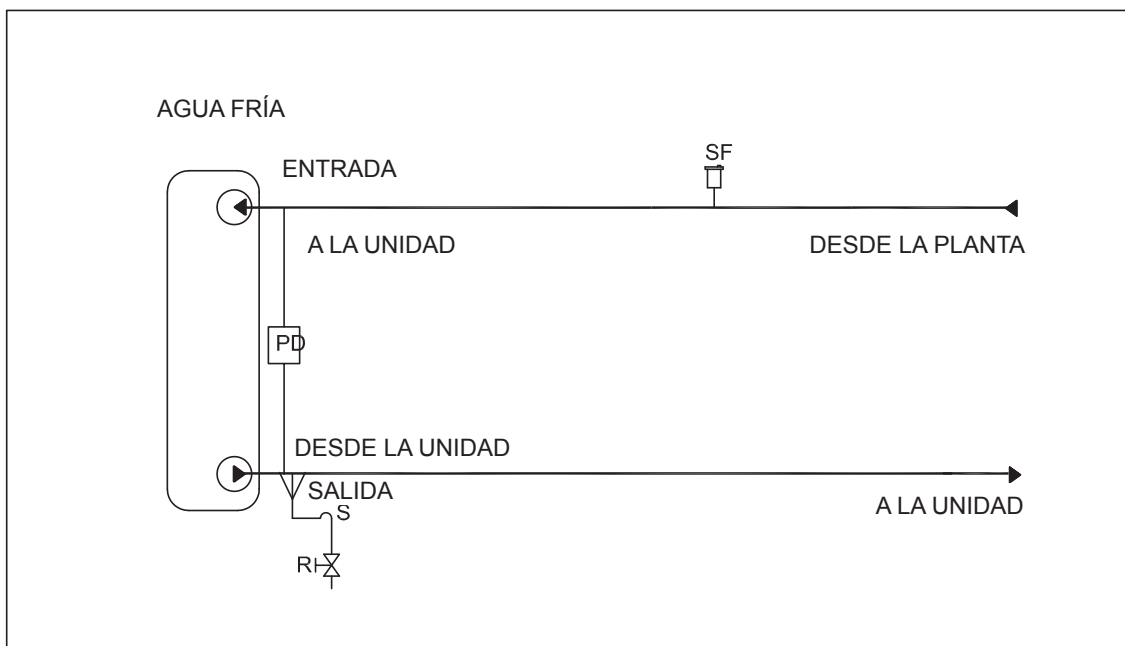 AGUA FRÍA
ENTRADA
SF
A LA UNIDAD
DESDE LA PLANTA
PD
DESDE LA UNIDAD
SALIDA
S
A LA UNIDAD
R